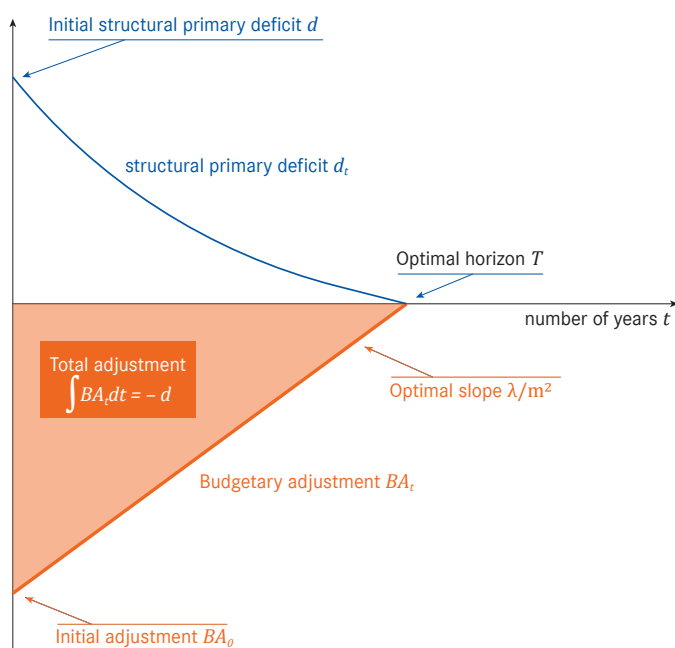 Initial structural primary deficit d
structural primary deficit dₜ
Optimal horizon T
number of years t
Total adjustment
∫BAₜdt = – d
Optimal slope λ/m²
Budgetary adjustment BAₜ
Initial adjustment BA₀